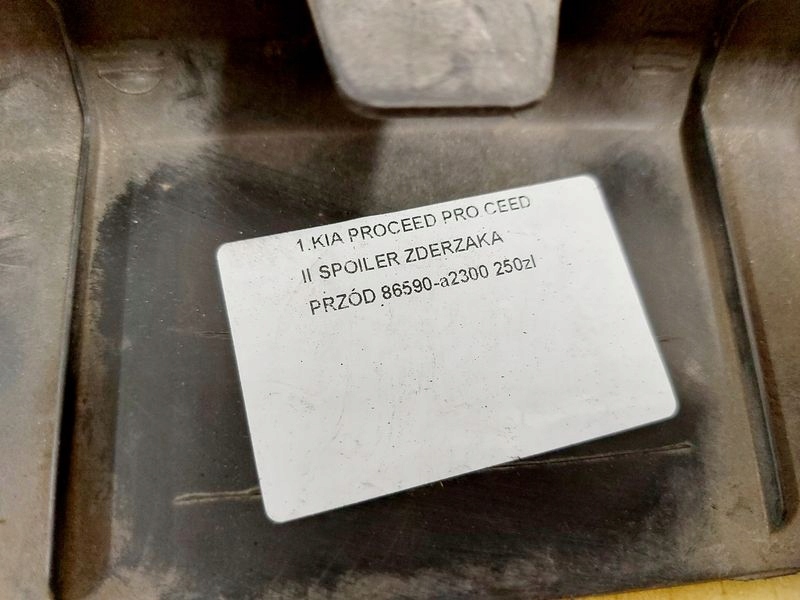 1.KIA PROCEED PRO CEED
II SPOILER ZDERZAKA
PRZÓD 86590-a2300 250zl